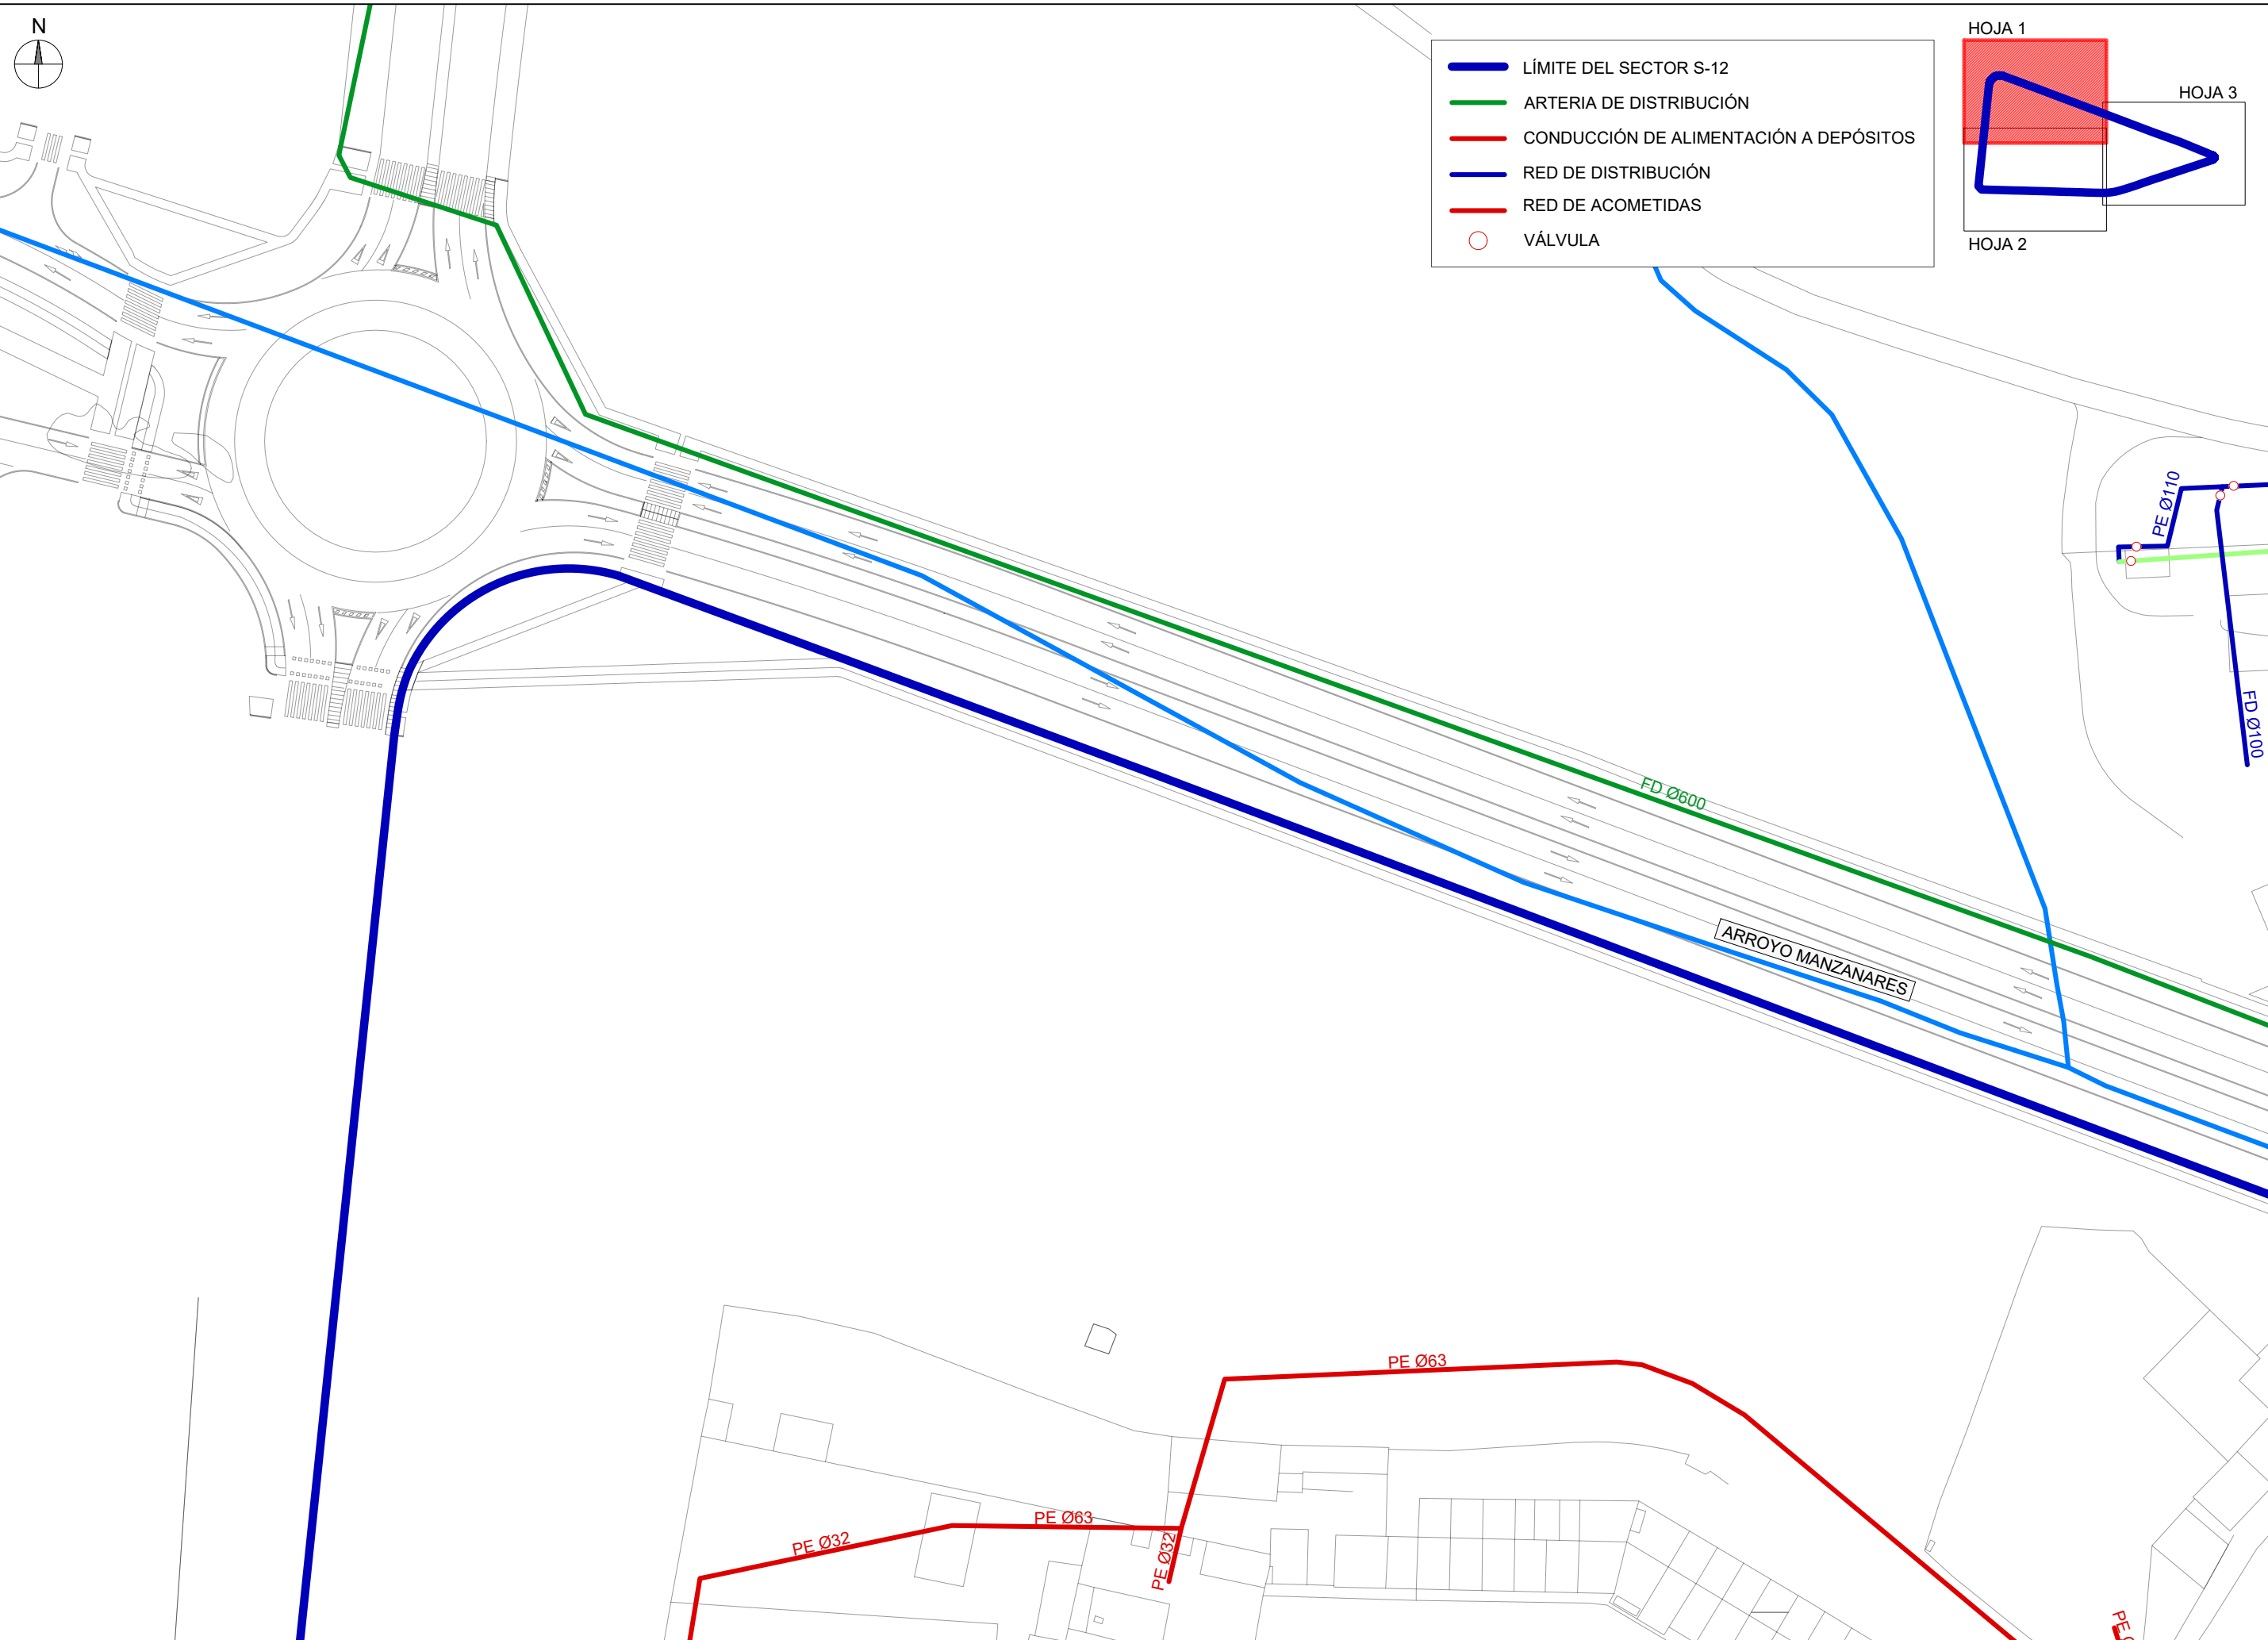 N
LÍMITE DEL SECTOR S-12
ARTERIA DE DISTRIBUCIÓN
CONDUCCIÓN DE ALIMENTACIÓN A DEPÓSITOS
RED DE DISTRIBUCIÓN
RED DE ACOMETIDAS
VÁLVULA
HOJA 1
HOJA 3
HOJA 2
PE Ø110
FD Ø100
FD Ø600
ARROYO MANZANARES
PE Ø63
PE Ø63
PE Ø32
PE Ø32
PE